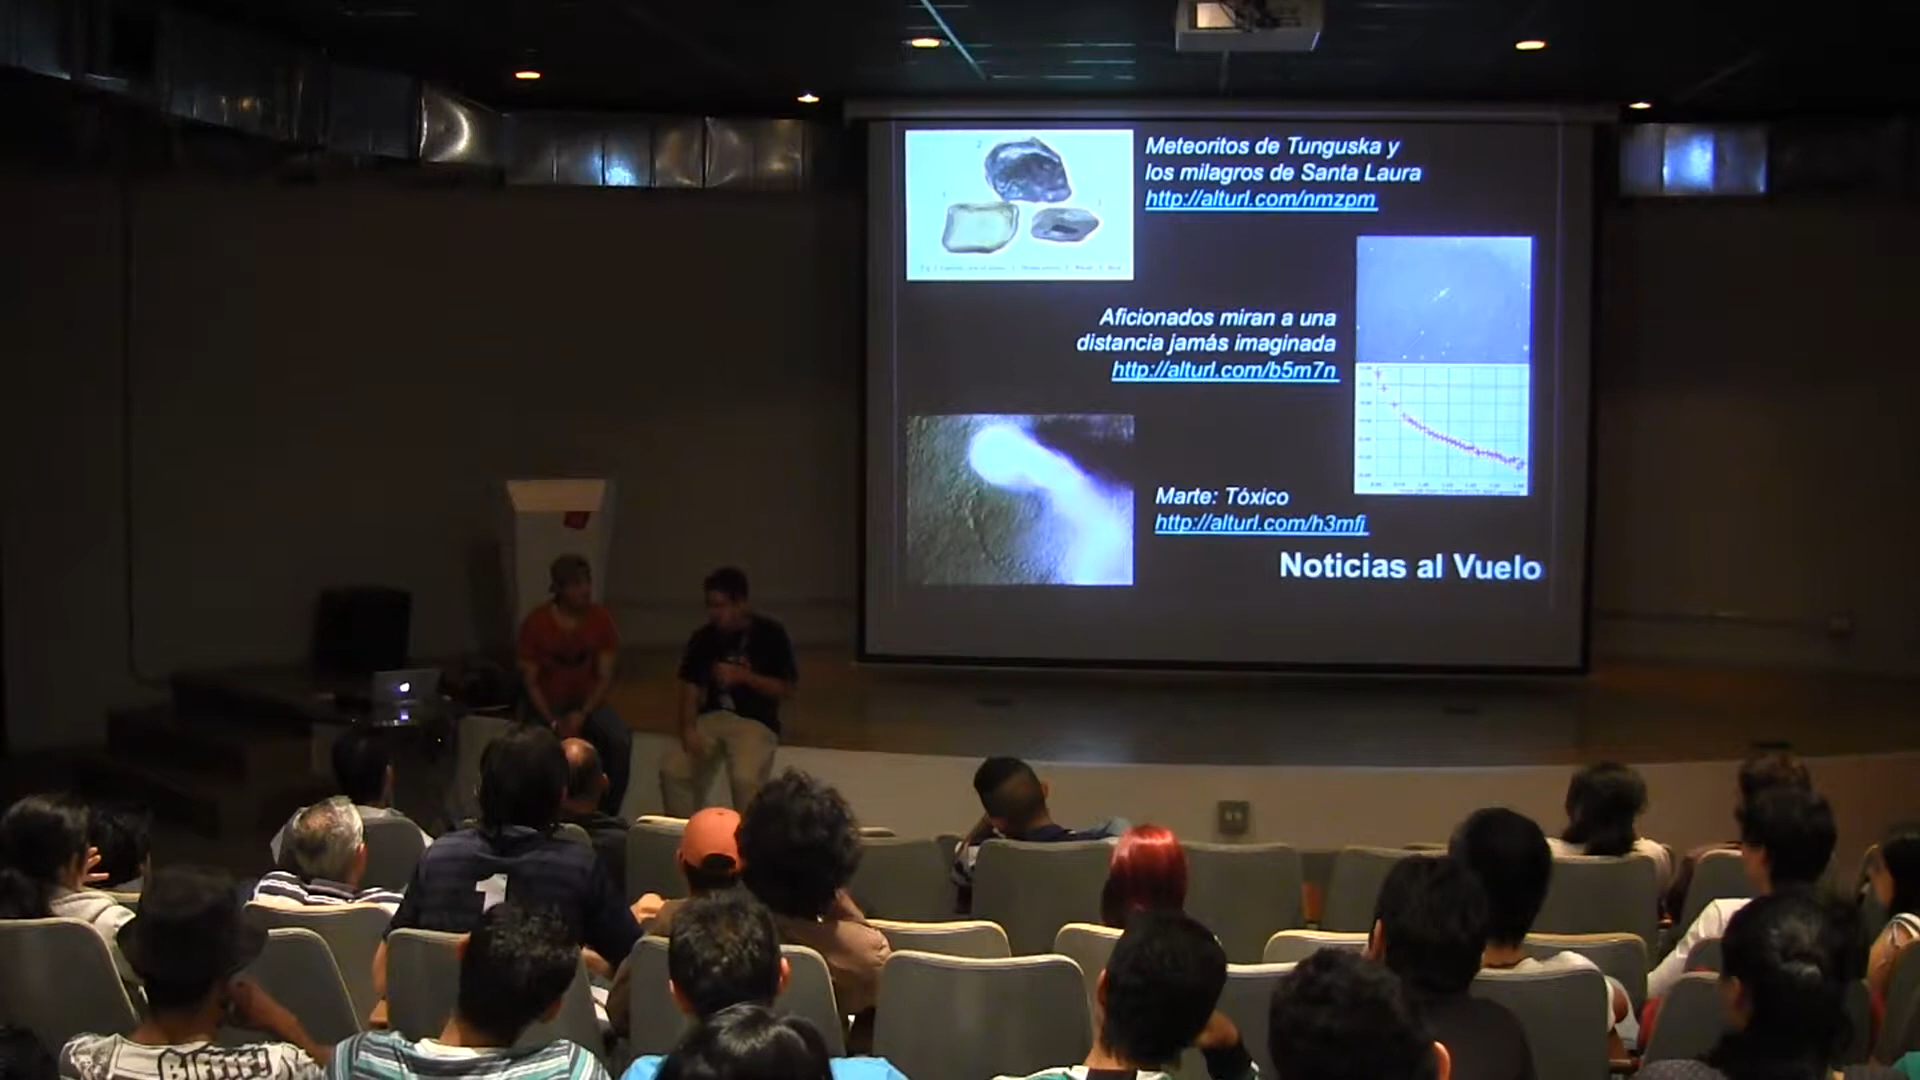 Meteoritos de Tunguska y
los milagros de Santa Laura
http://alturl.com/nmzpm
Aficionados miran a una
distancia jamás imaginada
http://alturl.com/b5m7n
Marte: Tóxico
http://alturl.com/h3mfj
Noticias al Vuelo
1